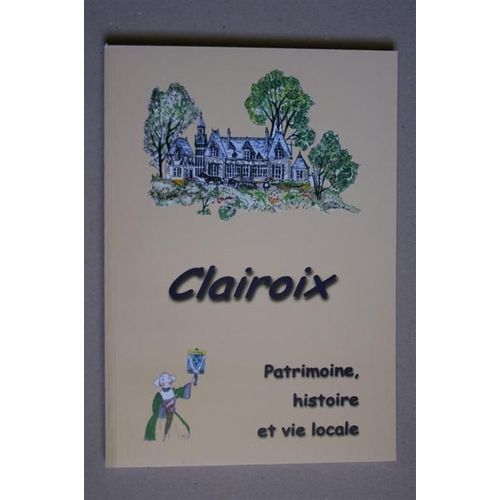 Clairoix
Patrimoine,
histoire
et vie locale